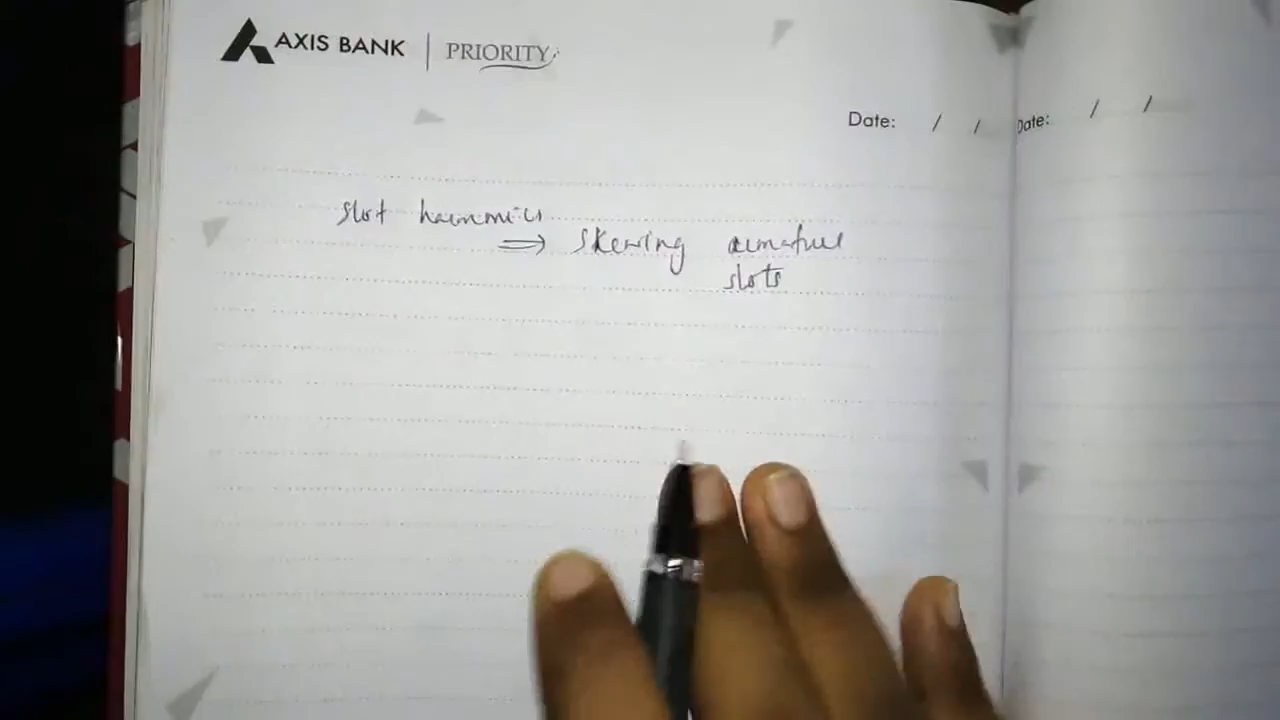 AXIS BANK | PRIORITY
Date: / /
Date: / /
Slot harmonics
⇒ Skewing armature
slots